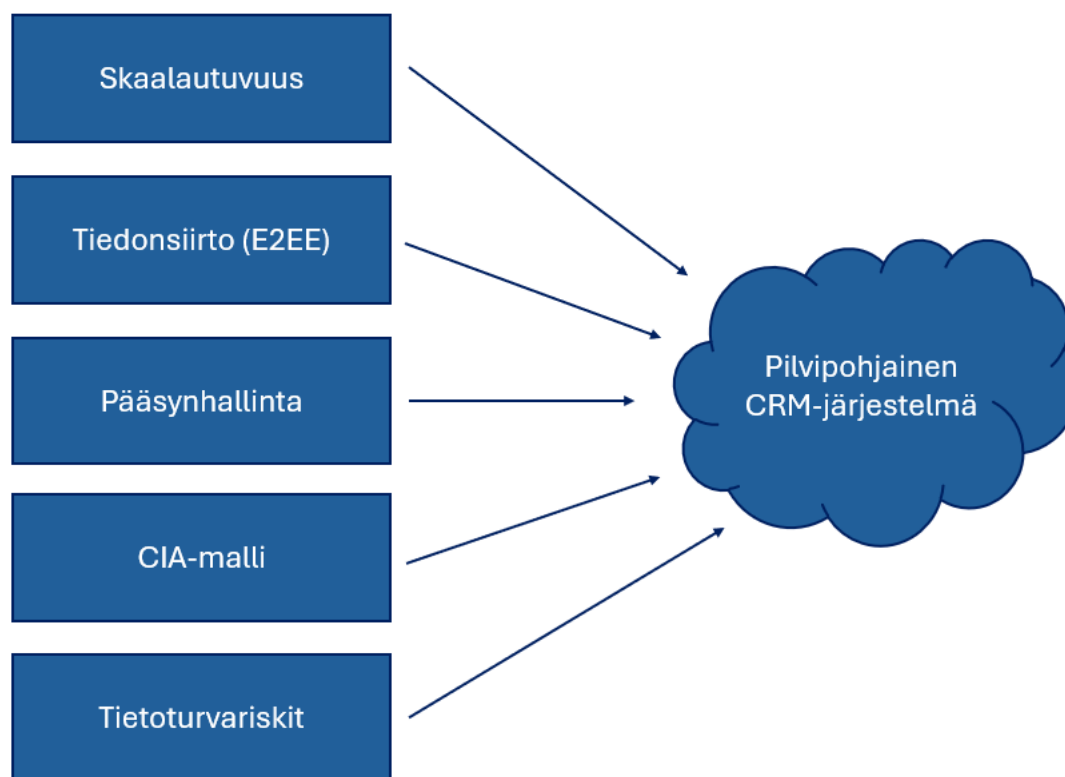 Skaalautuvuus
Tiedonsiirto (E2EE)
Pääsynhallinta
CIA-malli
Tietoturvariskit
Pilvipohjainen
CRM-järjestelmä